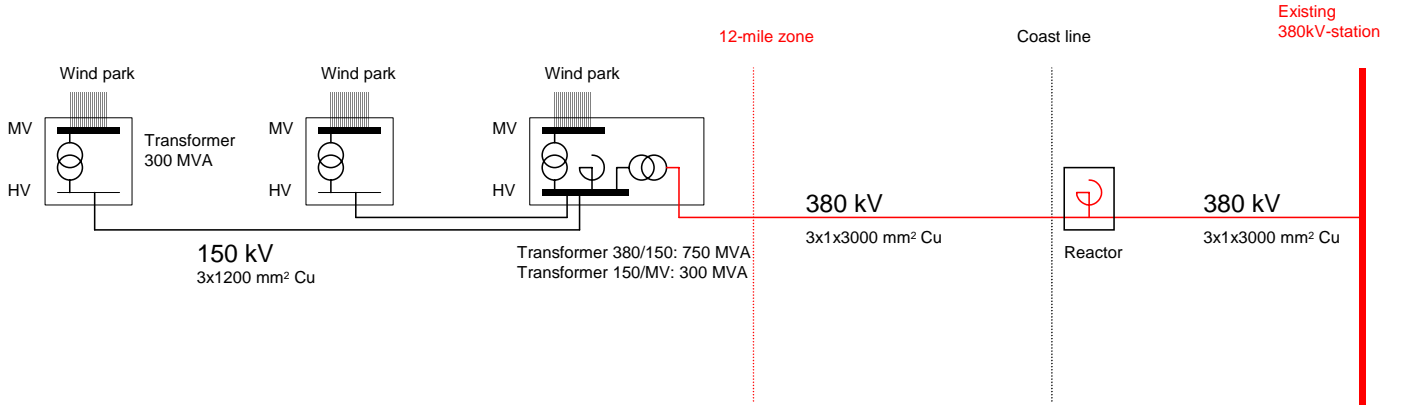 Existing
380kV-station
12-mile zone
Coast line
Wind park
Wind park
Wind park
MV
Transformer
300 MVA
MV
MV
HV
HV
HV
380 kV
3x1x3000 mm² Cu
380 kV
3x1x3000 mm² Cu
150 kV
3x1200 mm² Cu
Transformer 380/150: 750 MVA
Transformer 150/MV: 300 MVA
Reactor